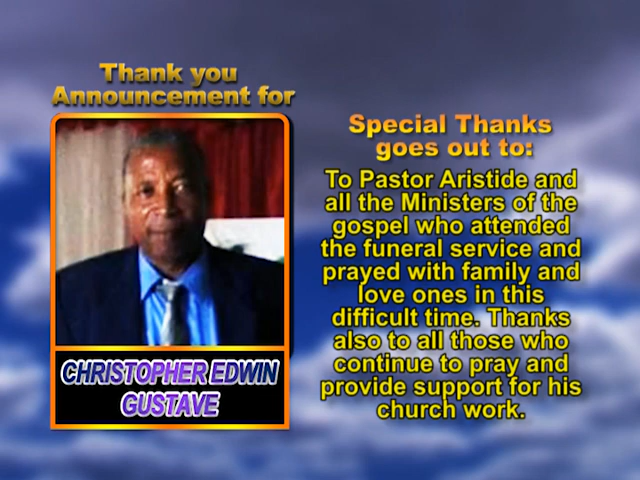 Thank you
Announcement for
CHRISTOPHER EDWIN
GUSTAVE
Special Thanks
goes out to:
To Pastor Aristide and
all the Ministers of the
gospel who attended
the funeral service and
prayed with family and
love ones in this
difficult time. Thanks
also to all those who
continue to pray and
provide support for his
church work.